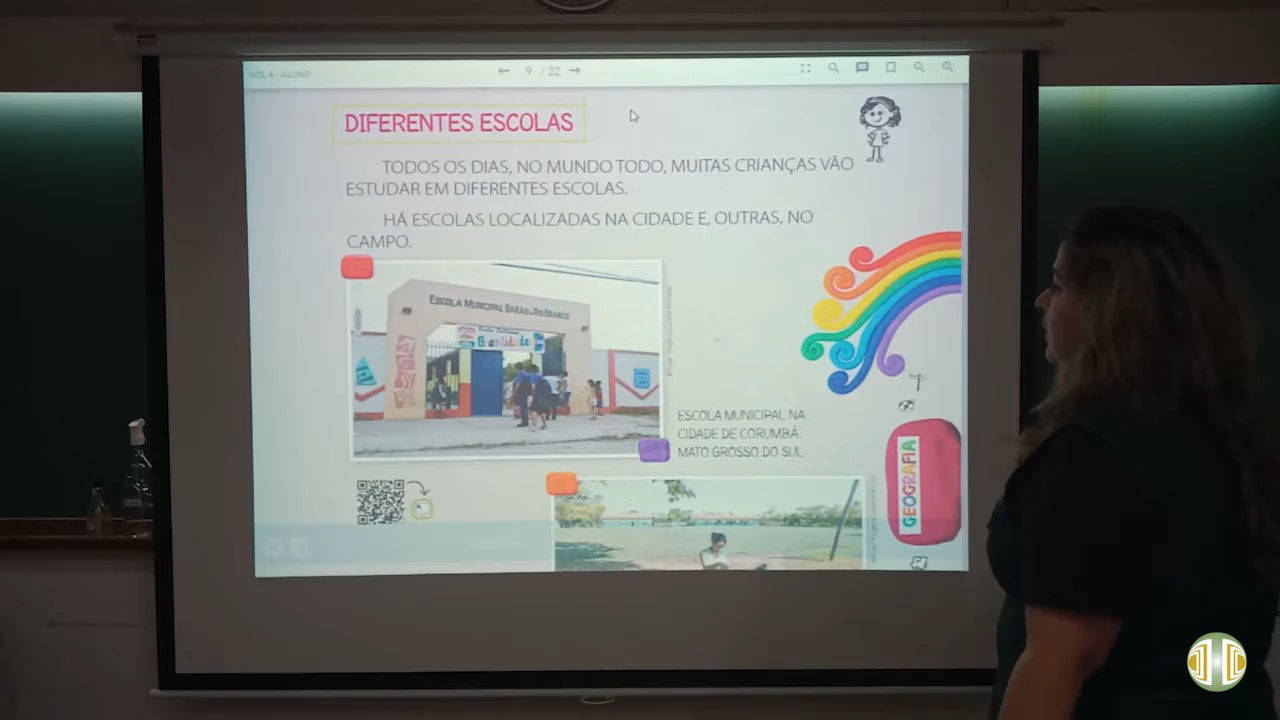 VOL 4 - ALUNO
9 / 22
DIFERENTES ESCOLAS
TODOS OS DIAS, NO MUNDO TODO, MUITAS CRIANÇAS VÃO
ESTUDAR EM DIFERENTES ESCOLAS.
HÁ ESCOLAS LOCALIZADAS NA CIDADE E, OUTRAS, NO
CAMPO.
ESCOLA MUNICIPAL BARÃO DO RIO BRANCO
Brasilidades
ESCOLA MUNICIPAL NA
CIDADE DE CORUMBÁ,
MATO GROSSO DO SUL.
GEOGRAFIA